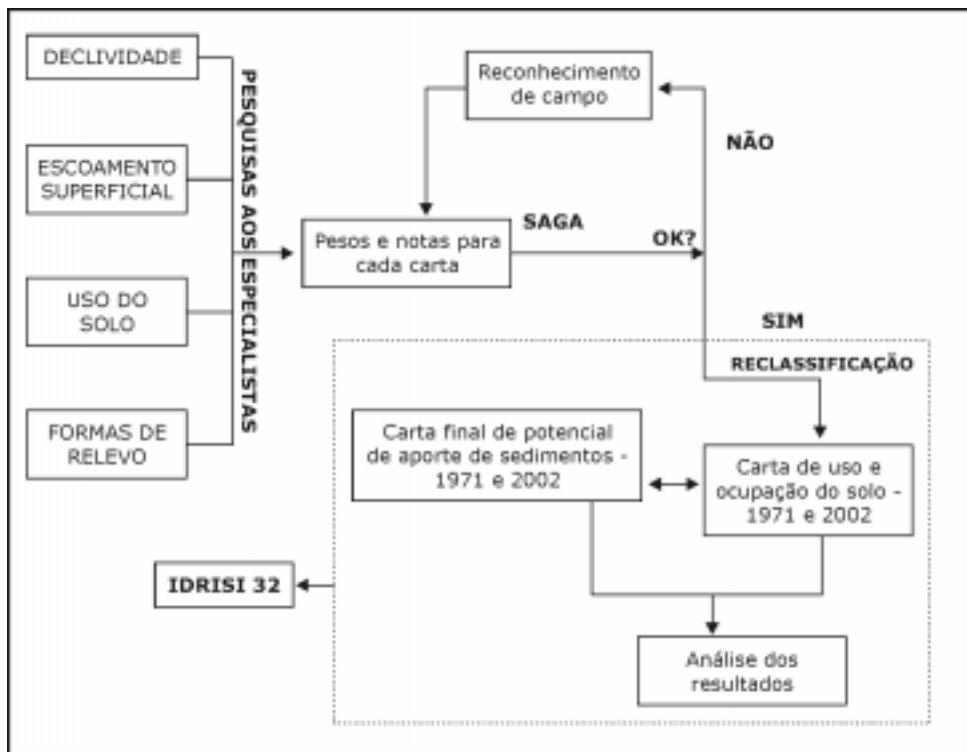 DECLIVIDADE
ESCOAMENTO
SUPERFICIAL
USO DO
SOLO
FORMAS DE
RELEVO
PESQUISAS AOS ESPECIALISTAS
Reconhecimento
de campo
Pesos e notas para
cada carta
SAGA
OK?
NÃO
SIM
RECLASSIFICAÇÃO
Carta final de potencial
de aporte de sedimentos -
1971 e 2002
Carta de uso e
ocupação do solo -
1971 e 2002
IDRISI 32
Análise dos
resultados